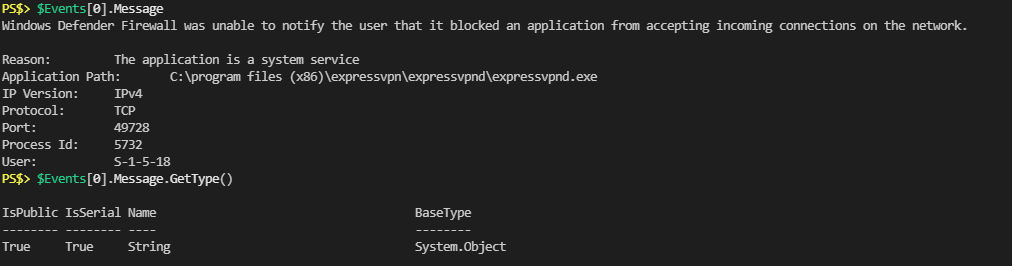 PS$> $Events[0].Message
Windows Defender Firewall was unable to notify the user that it blocked an application from accepting incoming connections on the network.
Reason: The application is a system service
Application Path: C:\program files (x86)\expressvpn\expressvpnd\expressvpnd.exe
IP Version: IPv4
Protocol: TCP
Port: 49728
Process Id: 5732
User: S-1-5-18
PS$> $Events[0].Message.GetType()
IsPublic IsSerial Name BaseType
-------- -------- ---- --------
True True String System.Object